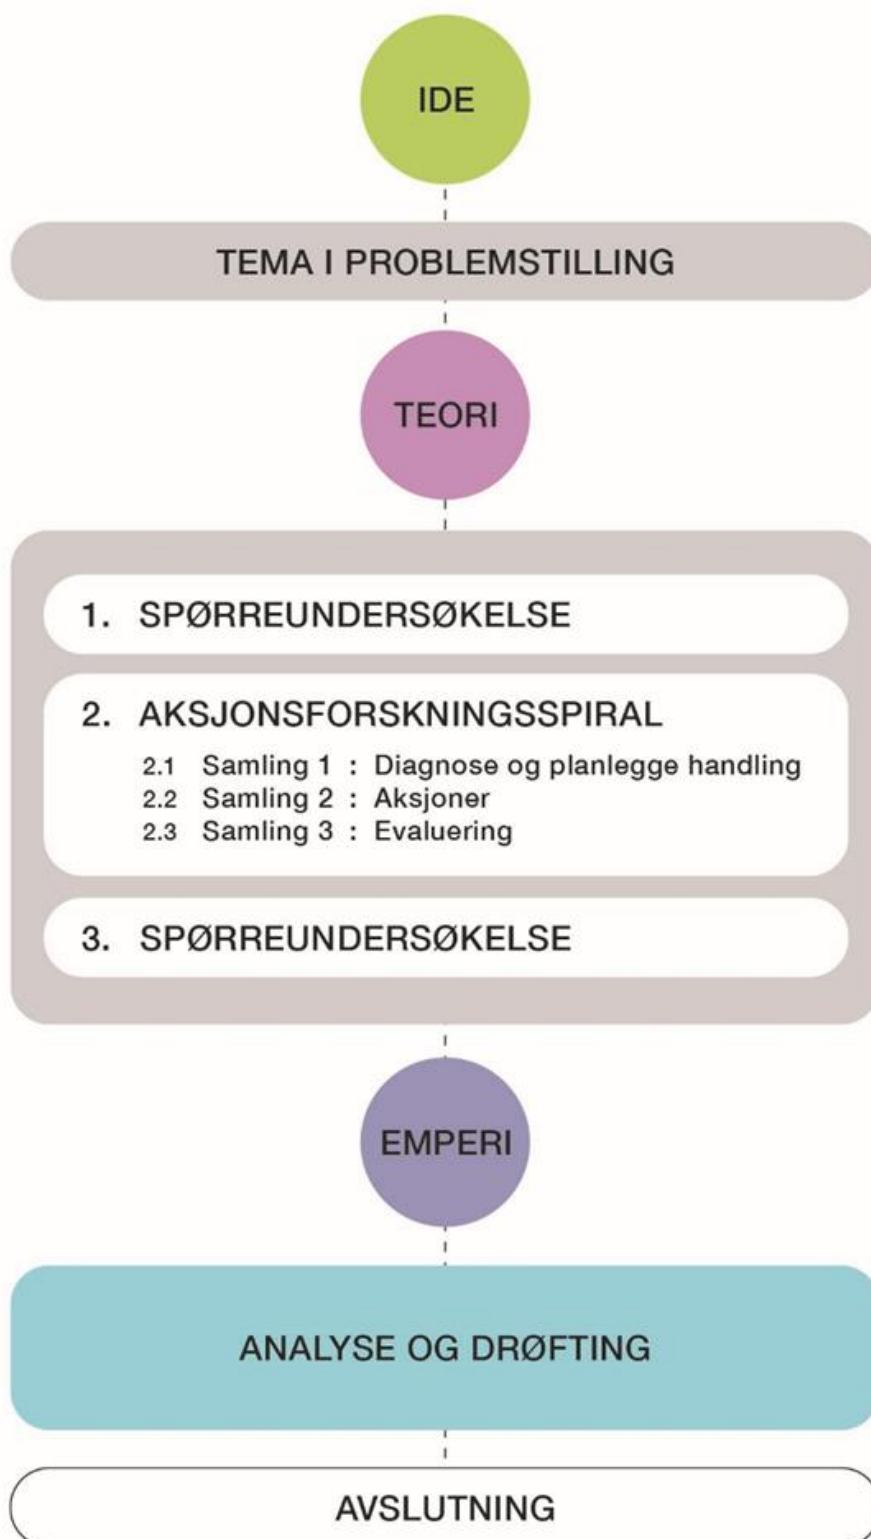 IDE
TEMA I PROBLEMSTILLING
TEORI
1. SPØRREUNDERSØKELSE
2. AKSJONSFORSKNINGSSPIRAL
2.1 Samling 1 : Diagnose og planlegge handling
2.2 Samling 2 : Aksjoner
2.3 Samling 3 : Evaluering
3. SPØRREUNDERSØKELSE
EMPERI
ANALYSE OG DRØFTING
AVSLUTNING